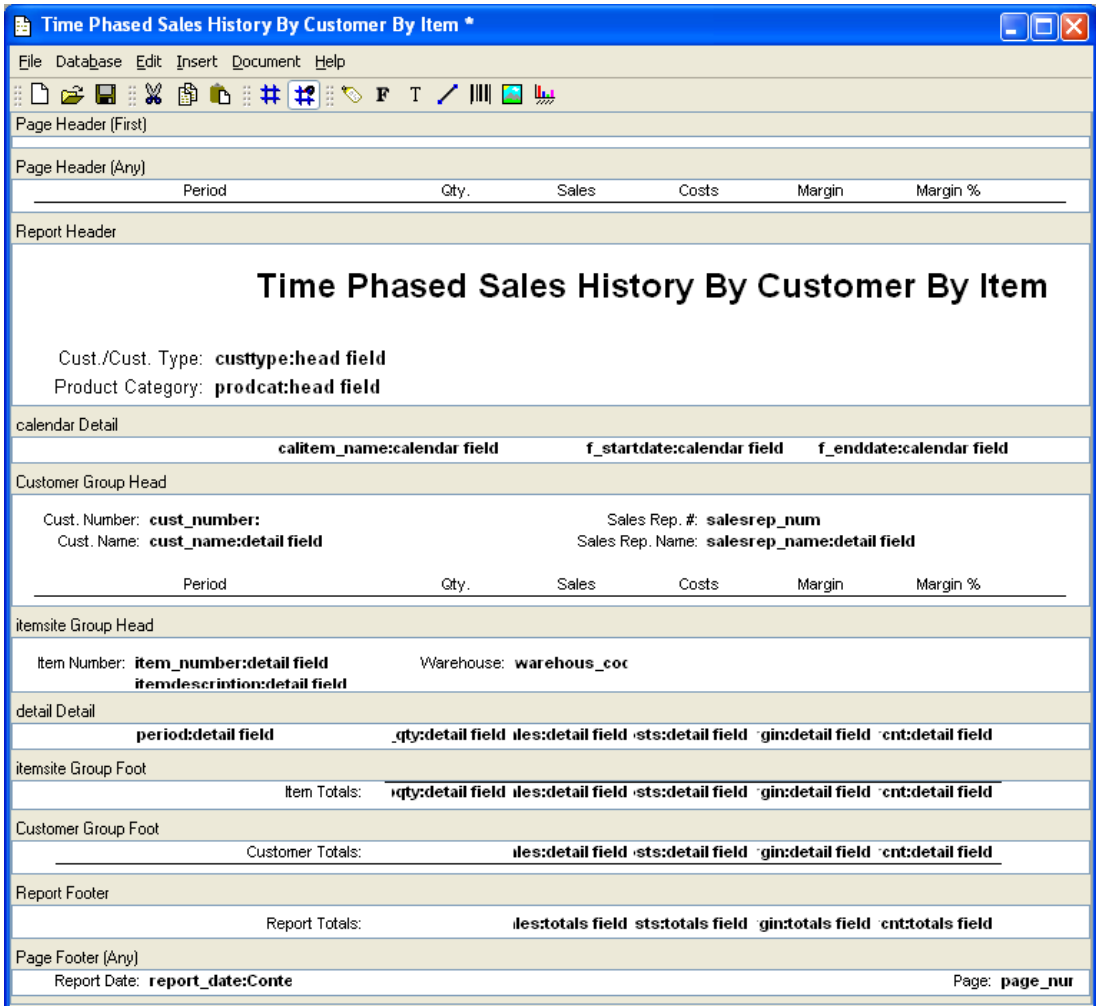 Time Phased Sales History By Customer By Item *
File Database Edit Insert Document Help
F T
Page Header (First)
Page Header (Any)
Period Qty. Sales Costs Margin Margin %
Report Header
Time Phased Sales History By Customer By Item
Cust./Cust. Type: custtype:head field
Product Category: prodcat:head field
calendar Detail
calitem_name:calendar field f_startdate:calendar field f_enddate:calendar field
Customer Group Head
Cust. Number: cust_number: Sales Rep. #: salesrep_num
Cust. Name: cust_name:detail field Sales Rep. Name: salesrep_name:detail field
Period Qty. Sales Costs Margin Margin %
itemsite Group Head
Item Number: item_number:detail field Warehouse: warehous_coc
itemdescription:detail field
detail Detail
period:detail field _qty:detail field les:detail field sts:detail field gin:detail field cnt:detail field
itemsite Group Foot
Item Totals: qty:detail field les:detail field sts:detail field gin:detail field cnt:detail field
Customer Group Foot
Customer Totals: les:detail field sts:detail field gin:detail field cnt:detail field
Report Footer
Report Totals: les:totals field sts:totals field gin:totals field cnt:totals field
Page Footer (Any)
Report Date: report_date:Conte Page: page_nur